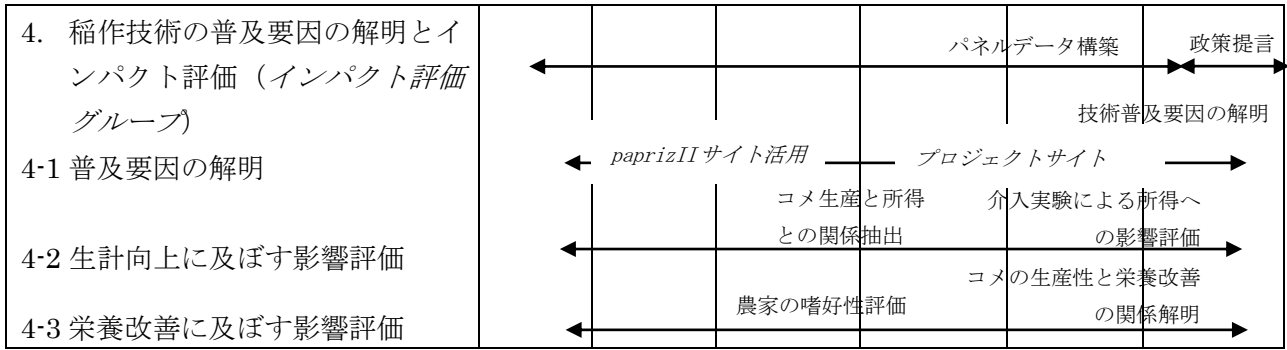 4. 稲作技術の普及要因の解明とイ
ンパクト評価（インパクト評価
グループ）
パネルデータ構築
政策提言
技術普及要因の解明
4-1 普及要因の解明
paprizIIサイト活用
プロジェクトサイト
コメ生産と所得
との関係抽出
介入実験による所得へ
の影響評価
4-2 生計向上に及ぼす影響評価
コメの生産性と栄養改善
の関係解明
農家の嗜好性評価
4-3 栄養改善に及ぼす影響評価